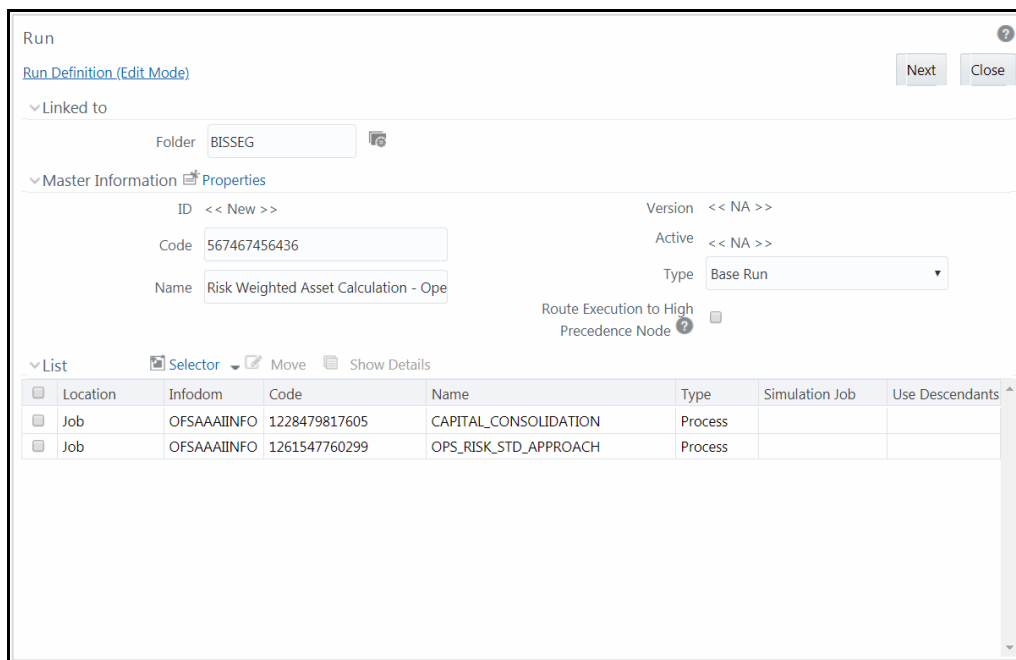 Run
?
Run Definition (Edit Mode)
Next Close
Linked to
Folder BISSEG
Master Information Properties
ID << New >>
Version << NA >>
Code 567467456436
Active << NA >>
Name Risk Weighted Asset Calculation - Ope
Type Base Run
Route Execution to High
Precedence Node ?
List Selector Move Show Details
Location Infodom Code Name Type Simulation Job Use Descendants
Job OFSAAAIINFO 1228479817605 CAPITAL_CONSOLIDATION Process
Job OFSAAAIINFO 1261547760299 OPS_RISK_STD_APPROACH Process